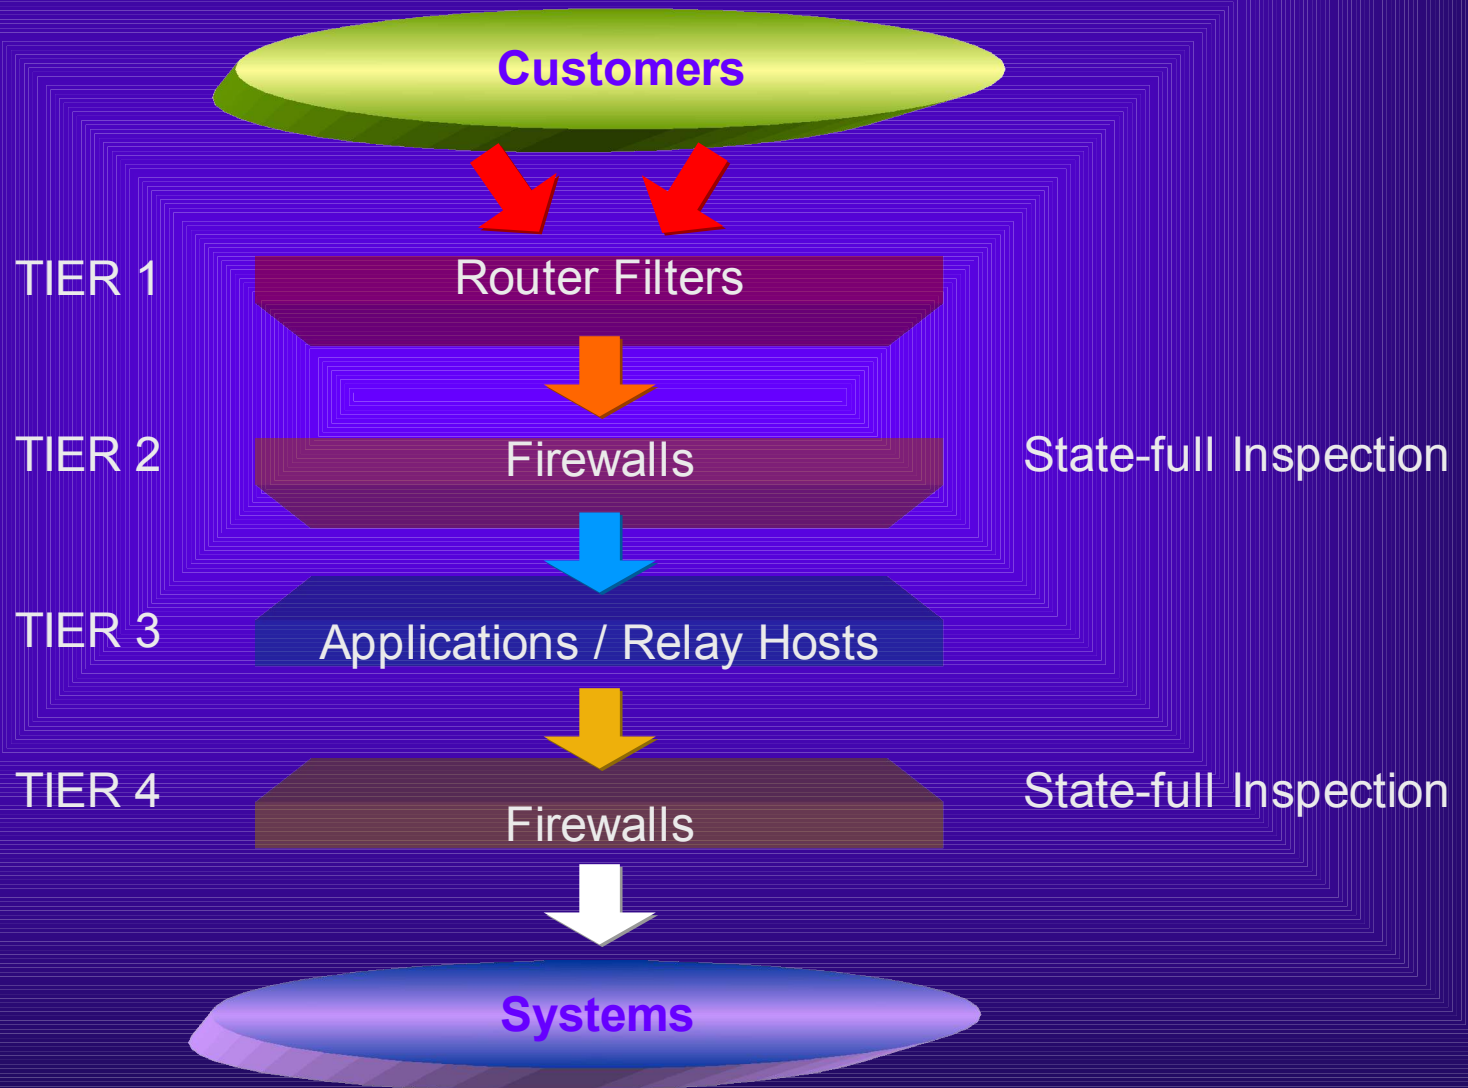 Customers
TIER 1
Router Filters
TIER 2
Firewalls
State-full Inspection
TIER 3
Applications / Relay Hosts
TIER 4
Firewalls
State-full Inspection
Systems